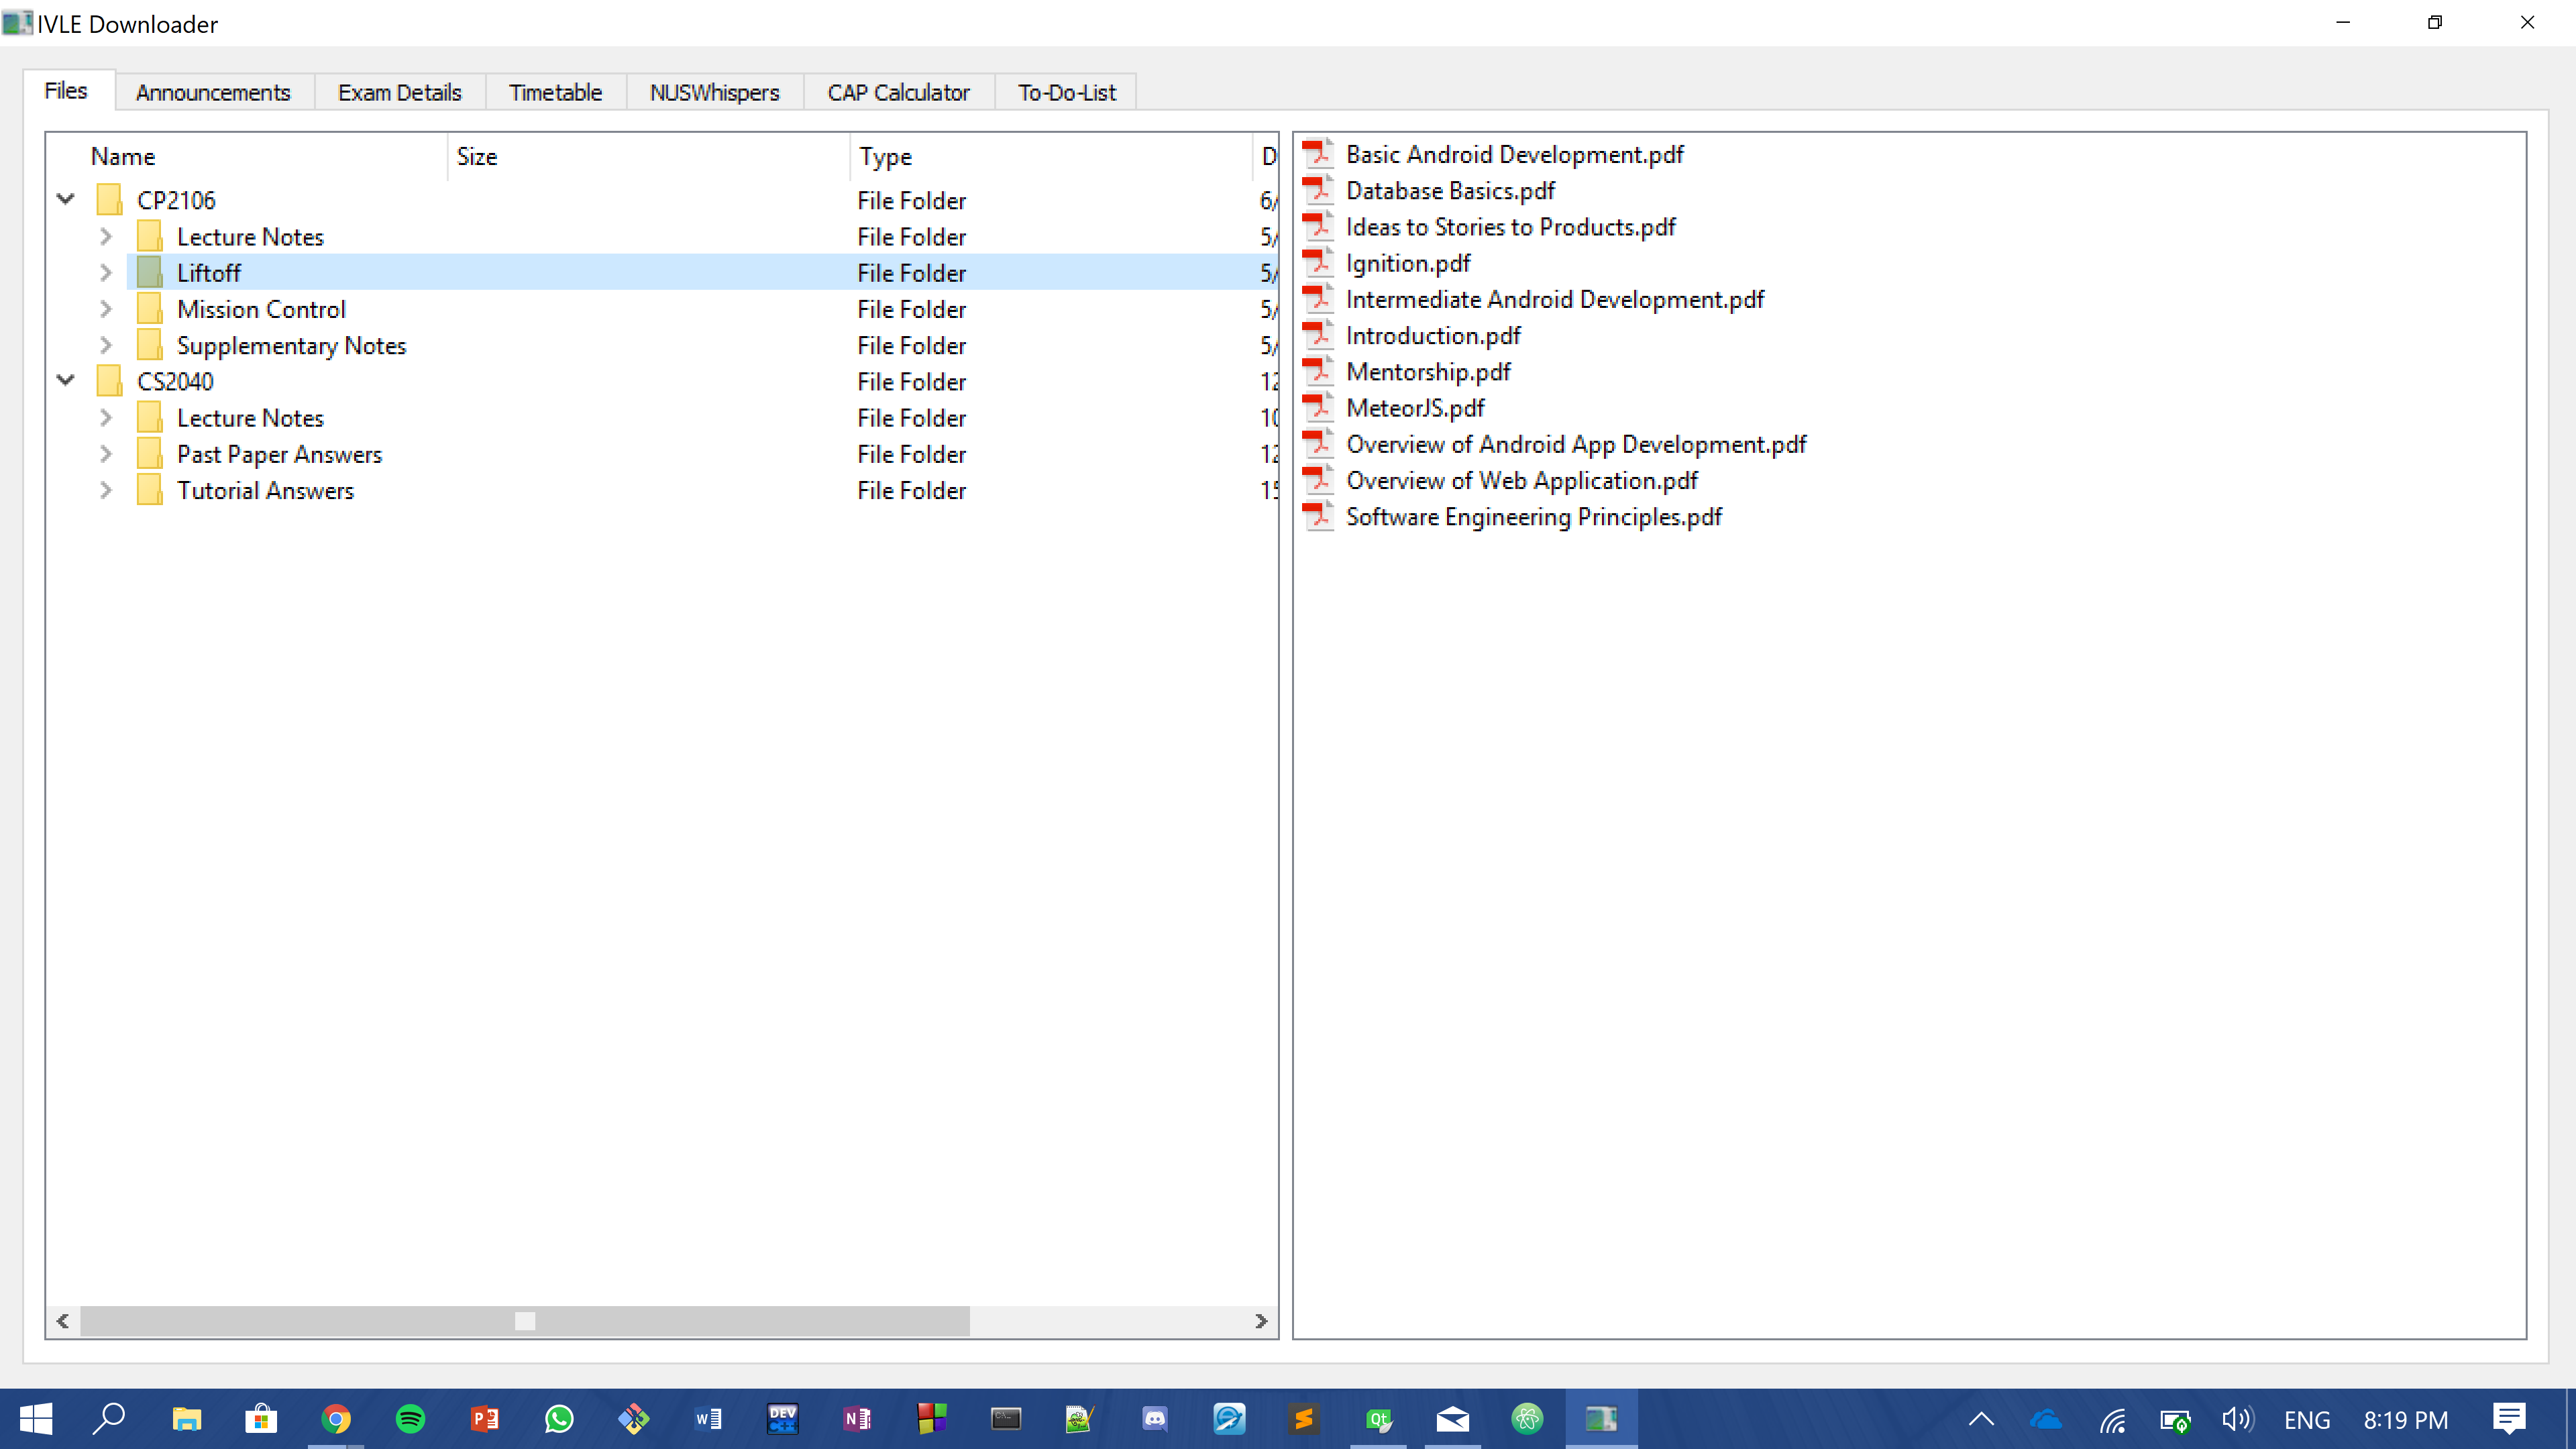 IVLE Downloader
Files Announcements Exam Details Timetable NUSWhispers CAP Calculator To-Do-List
Name Size Type D
CP2106 File Folder 6/
Lecture Notes File Folder 5/
Liftoff File Folder 5/
Mission Control File Folder 5/
Supplementary Notes File Folder 5/
CS2040 File Folder 12
Lecture Notes File Folder 10
Past Paper Answers File Folder 12
Tutorial Answers File Folder 15
Basic Android Development.pdf
Database Basics.pdf
Ideas to Stories to Products.pdf
Ignition.pdf
Intermediate Android Development.pdf
Introduction.pdf
Mentorship.pdf
MeteorJS.pdf
Overview of Android App Development.pdf
Overview of Web Application.pdf
Software Engineering Principles.pdf
DEV C++ Qt ENG 8:19 PM